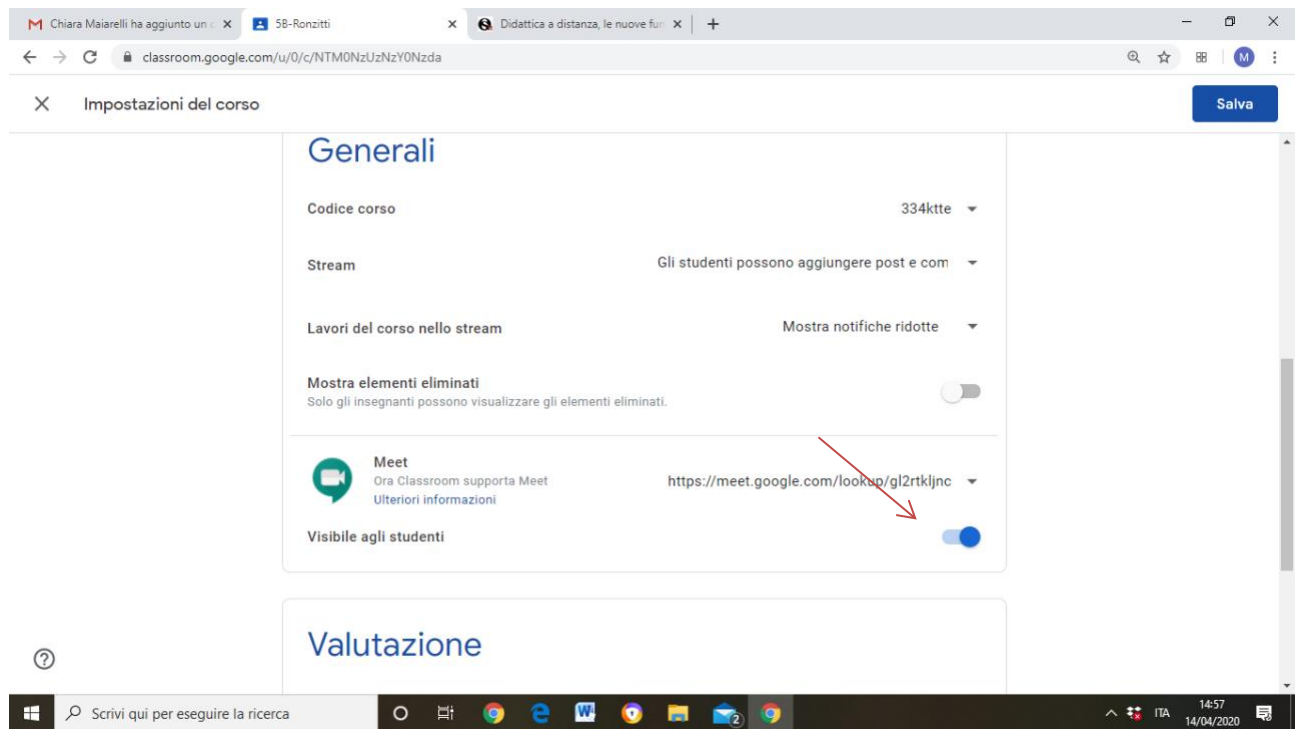 Chiara Maiarelli ha aggiunto un c
5B-Ronzitti
Didattica a distanza, le nuove fun
classroom.google.com/u/0/c/NTM0NzUzNzY0Nzda
M
Impostazioni del corso
Salva
Generali
Codice corso
334ktte
Stream
Gli studenti possono aggiungere post e com
Lavori del corso nello stream
Mostra notifiche ridotte
Mostra elementi eliminati
Solo gli insegnanti possono visualizzare gli elementi eliminati.
Meet
Ora Classroom supporta Meet
https://meet.google.com/lookup/gl2rtkljnc
Ulteriori informazioni
Visibile agli studenti
Valutazione
Scrivi qui per eseguire la ricerca
2
ITA
14:57
14/04/2020